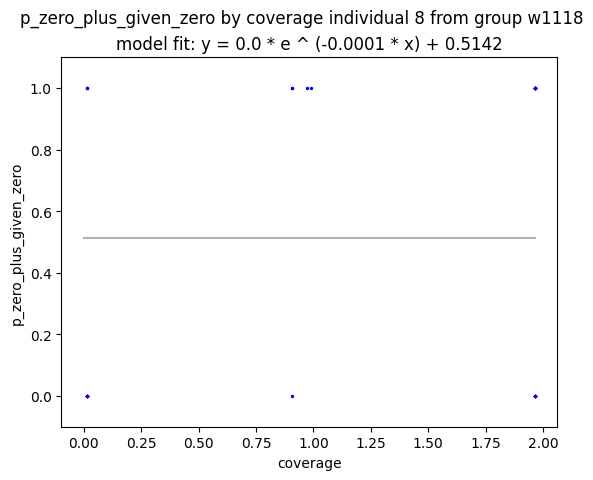 p_zero_plus_given_zero by coverage individual 8 from group w1118
model fit: y = 0.0 * e ^ (-0.0001 * x) + 0.5142
1.0
0.8
0.6
0.4
0.2
0.0
p_zero_plus_given_zero
0.00 0.25 0.50 0.75 1.00 1.25 1.50 1.75 2.00
coverage